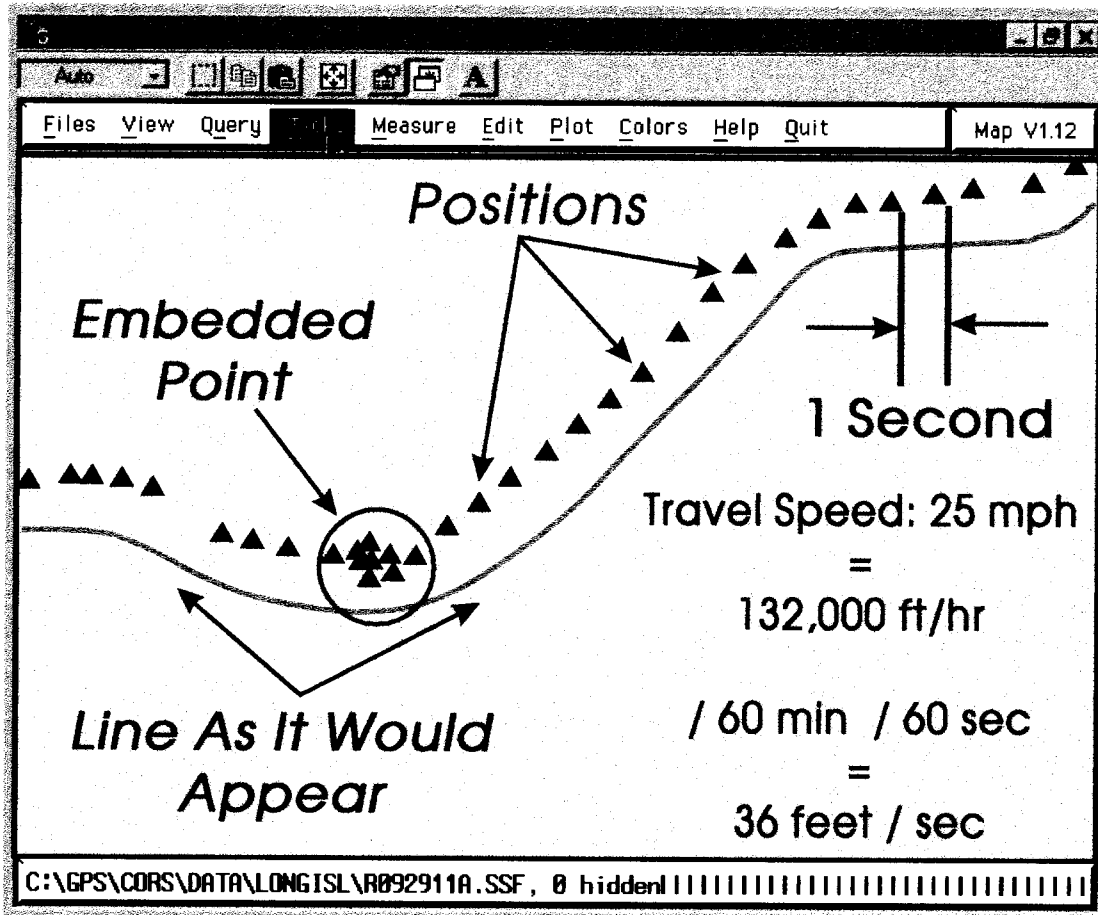 Auto
A
Files View Query Measure Edit Plot Colors Help Quit
Map V1.12
Positions
Embedded
Point
1 Second
Travel Speed: 25 mph
=
132,000 ft/hr
/ 60 min / 60 sec
=
36 feet / sec
Line As It Would
Appear
C:\GPS\CORS\DATA\LONGISL\R092911A.SSF, 0 hidden